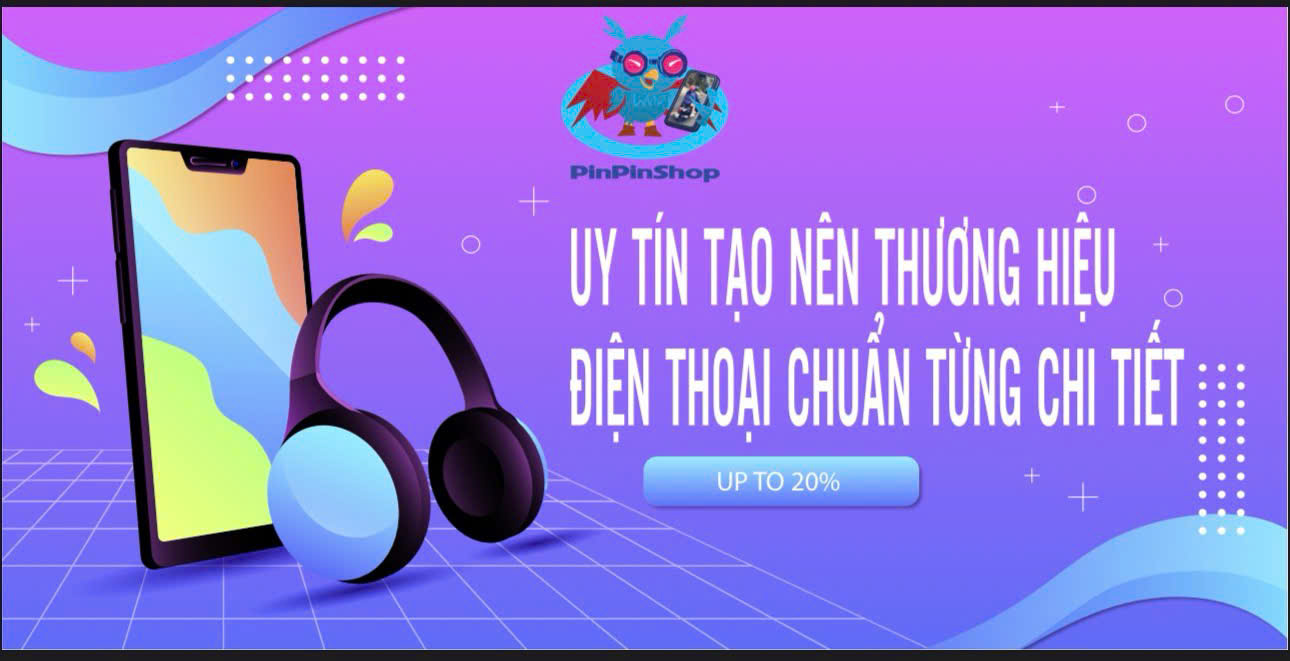 PinPinShop
UY TÍN TẠO NÊN THƯƠNG HIỆU
ĐIỆN THOẠI CHUẨN TỪNG CHI TIẾT
UP TO 20%